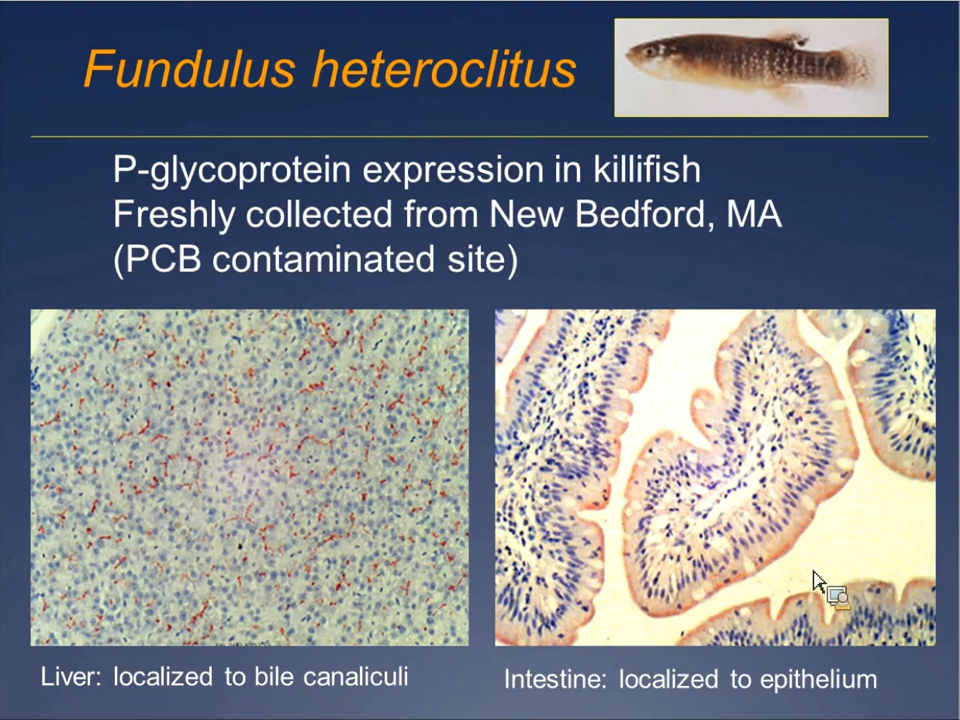 Fundulus heteroclitus
P-glycoprotein expression in killifish
Freshly collected from New Bedford, MA
(PCB contaminated site)
Liver: localized to bile canaliculi
Intestine: localized to epithelium